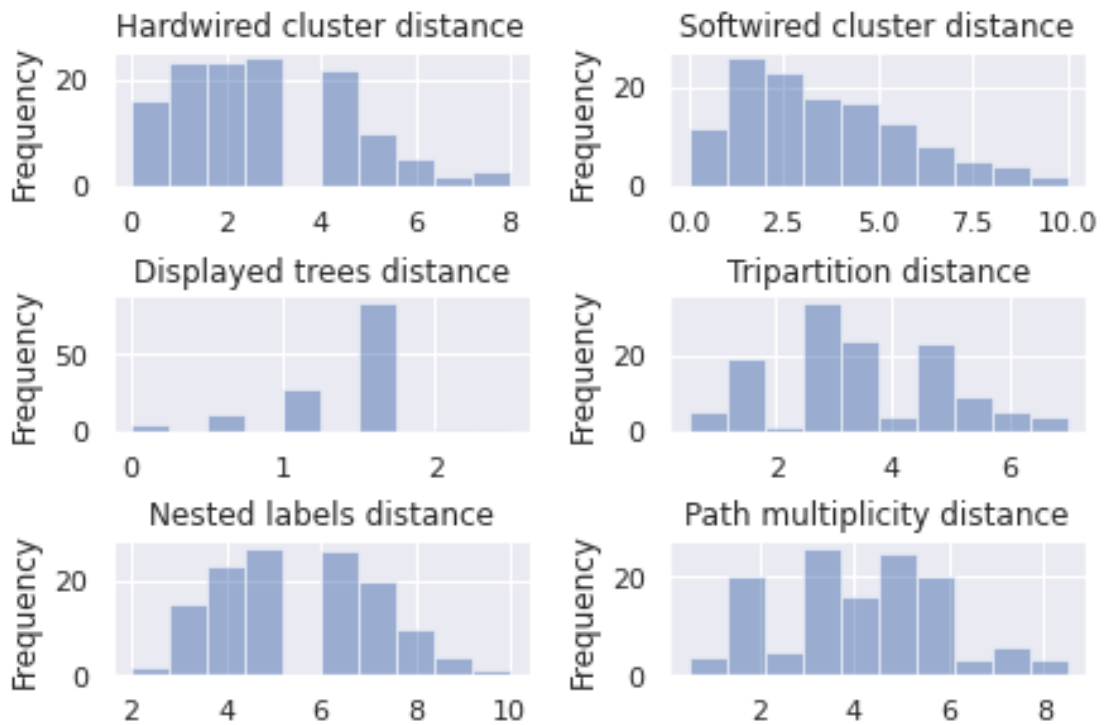 Hardwired cluster distance
Frequency
20
0
0 2 4 6 8
Softwired cluster distance
Frequency
20
0
0.0 2.5 5.0 7.5 10.0
Displayed trees distance
Frequency
50
0
0 1 2
Tripartition distance
Frequency
20
0
2 4 6
Nested labels distance
Frequency
20
0
2 4 6 8 10
Path multiplicity distance
Frequency
20
0
2 4 6 8